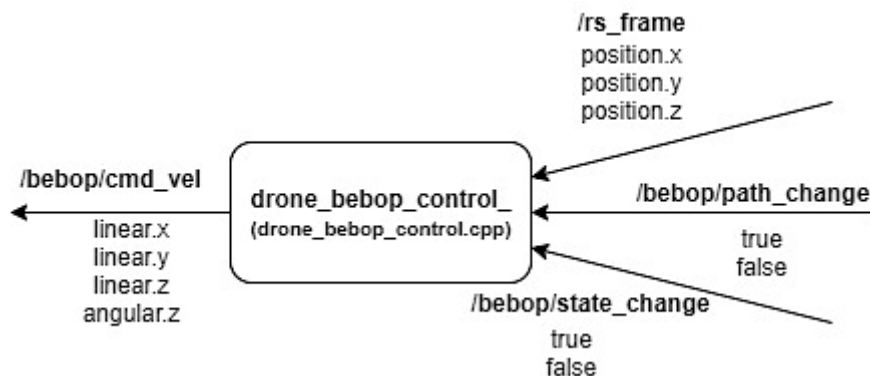 /rs_frame
position.x
position.y
position.z
/bebop/cmd_vel
linear.x
linear.y
linear.z
angular.z
drone_bebop_control_
(drone_bebop_control.cpp)
/bebop/path_change
true
false
/bebop/state_change
true
false